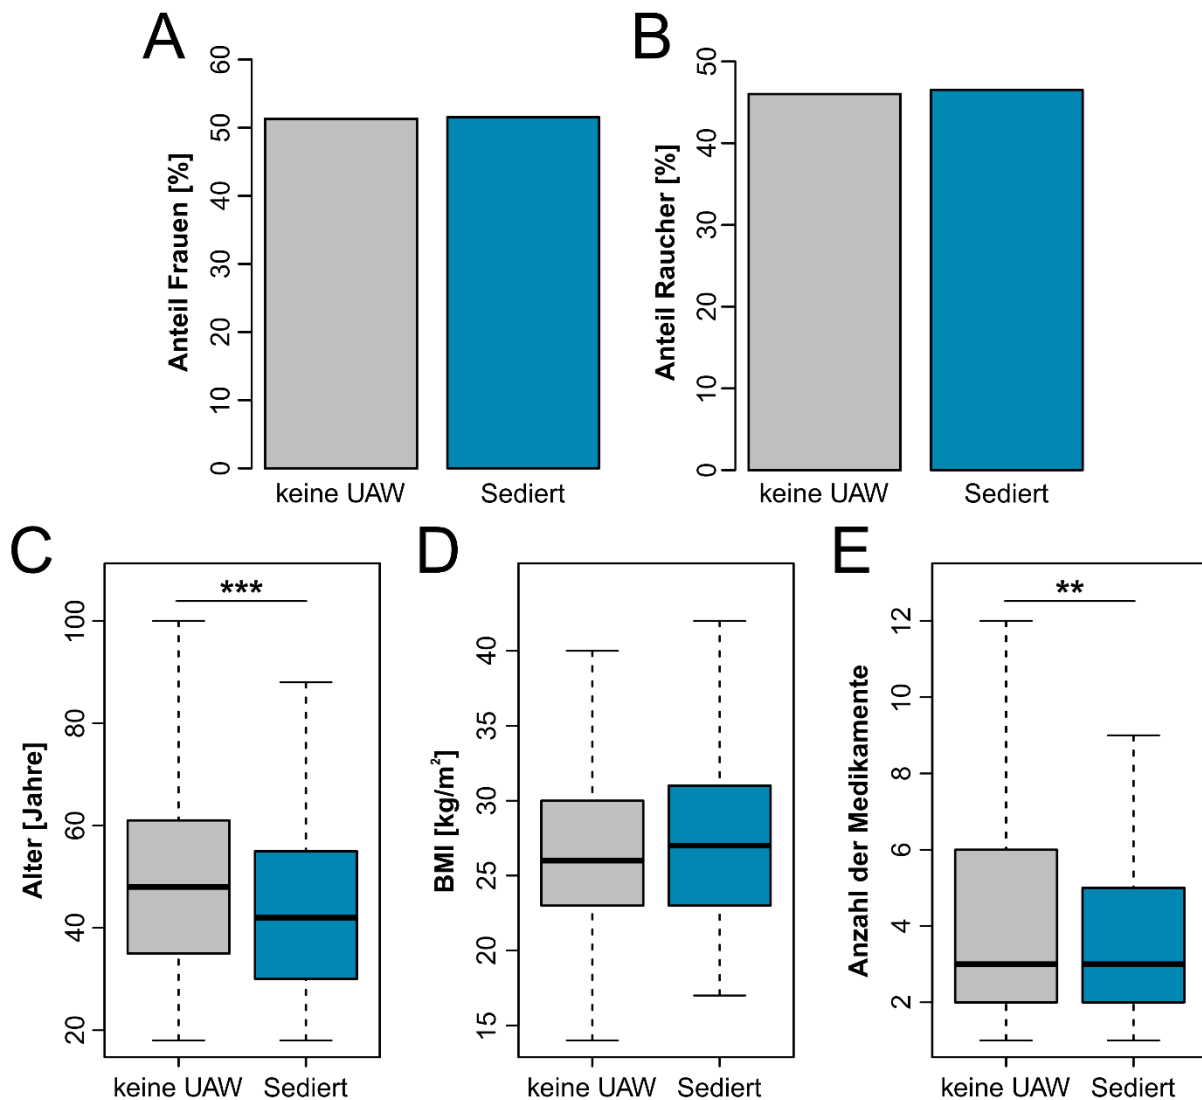 A
Anteil Frauen [%]
60
50
40
30
20
10
0
keine UAW
Sediert
B
Anteil Raucher [%]
50
40
30
20
10
0
keine UAW
Sediert
C
Alter [Jahre]
100
80
60
40
20
***
keine UAW
Sediert
D
BMI [kg/m²]
40
35
30
25
20
15
keine UAW
Sediert
E
Anzahl der Medikamente
12
10
8
6
4
2
**
keine UAW
Sediert